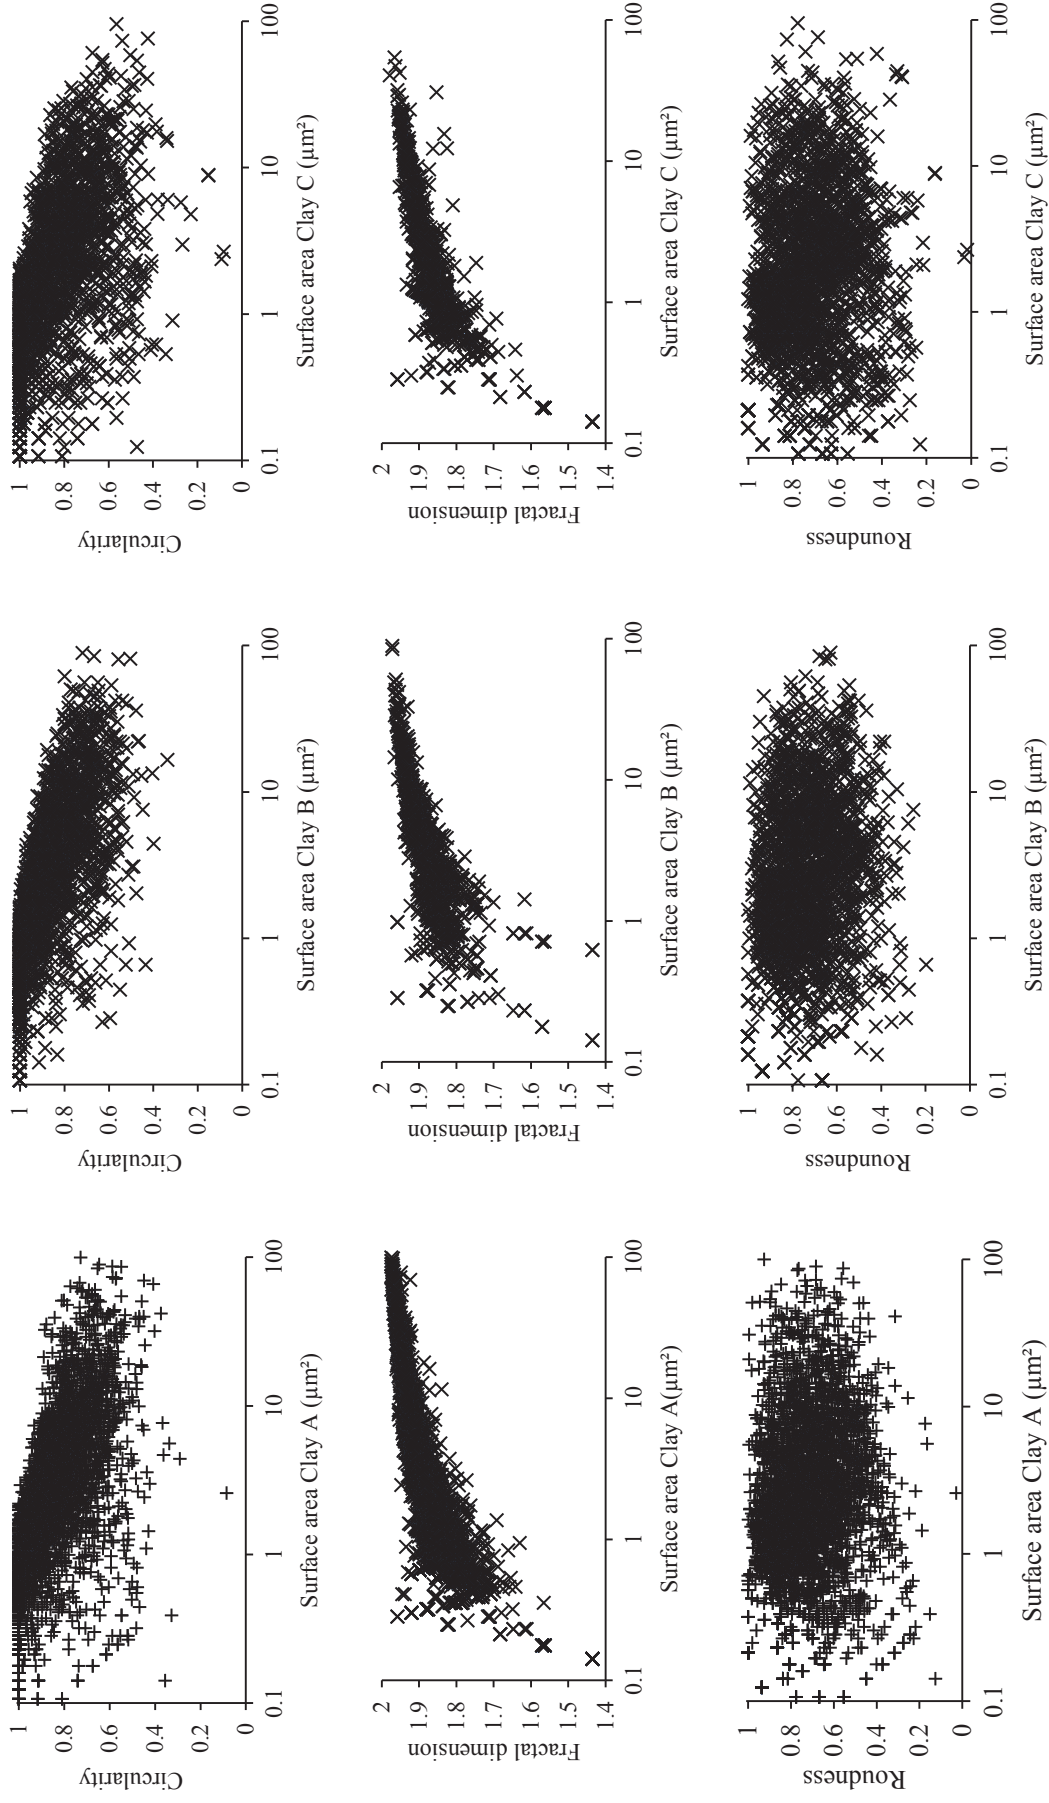 Circularity
1
0.8
0.6
0.4
0.2
0
0.1 1 10 100
Surface area Clay A (μm²)
Circularity
1
0.8
0.6
0.4
0.2
0
0.1 1 10 100
Surface area Clay B (μm²)
Circularity
1
0.8
0.6
0.4
0.2
0
0.1 1 10 100
Surface area Clay C (μm²)
Fractal dimension
2
1.9
1.8
1.7
1.6
1.5
1.4
0.1 1 10 100
Surface area Clay A(μm²)
Fractal dimension
2
1.9
1.8
1.7
1.6
1.5
1.4
0.1 1 10 100
Surface area Clay B (μm²)
Fractal dimension
2
1.9
1.8
1.7
1.6
1.5
1.4
0.1 1 10 100
Surface area Clay C (μm²)
Roudness
1
0.8
0.6
0.4
0.2
0
0.1 1 10 100
Surface area Clay A (μm²)
Roundness
1
0.8
0.6
0.4
0.2
0
0.1 1 10 100
Surface area Clay B (μm²)
Roundness
1
0.8
0.6
0.4
0.2
0
0.1 1 10 100
Surface area Clay C (μm²)